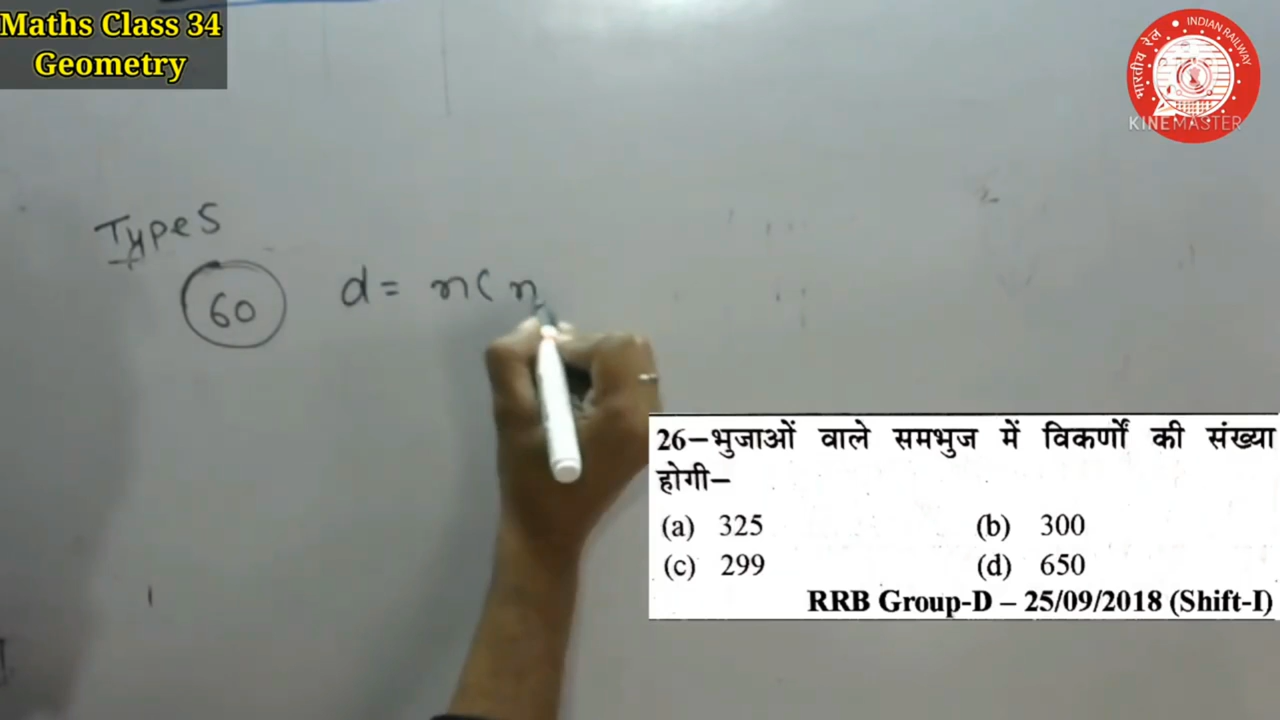 Maths Class 34
Geometry
भारतीय रेल • INDIAN RAILWAY
KINEMASTER
Types
60 d = n ( n
26–भुजाओं वाले समभुज में विकर्णों की संख्या
होगी–
(a) 325 (b) 300
(c) 299 (d) 650
RRB Group-D – 25/09/2018 (Shift-I)